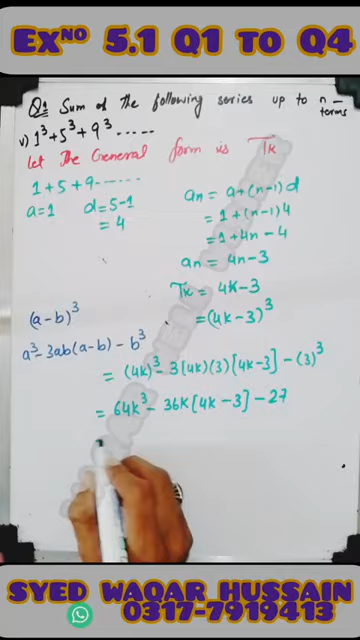 Ex No 5.1 Q1 TO Q4
Q1 Sum of the following series up to n-terms
v) 1³ + 5³ + 9³ .....
Let The General form is Tk
1 + 5 + 9 ......
a = 1 d = 5 - 1
= 4
an = a + (n-1) d
= 1 + (n-1) 4
= 1 + 4n - 4
an = 4n - 3
Tk = 4k - 3
= (4k - 3)³
(a - b)³
a³ - 3ab(a - b) - b³
= (4k)³ - 3(4k)(3)[4k - 3] - (3)³
= 64k³ - 36k[4k - 3] - 27
SYED WAQAR HUSSAIN
0317-7919413